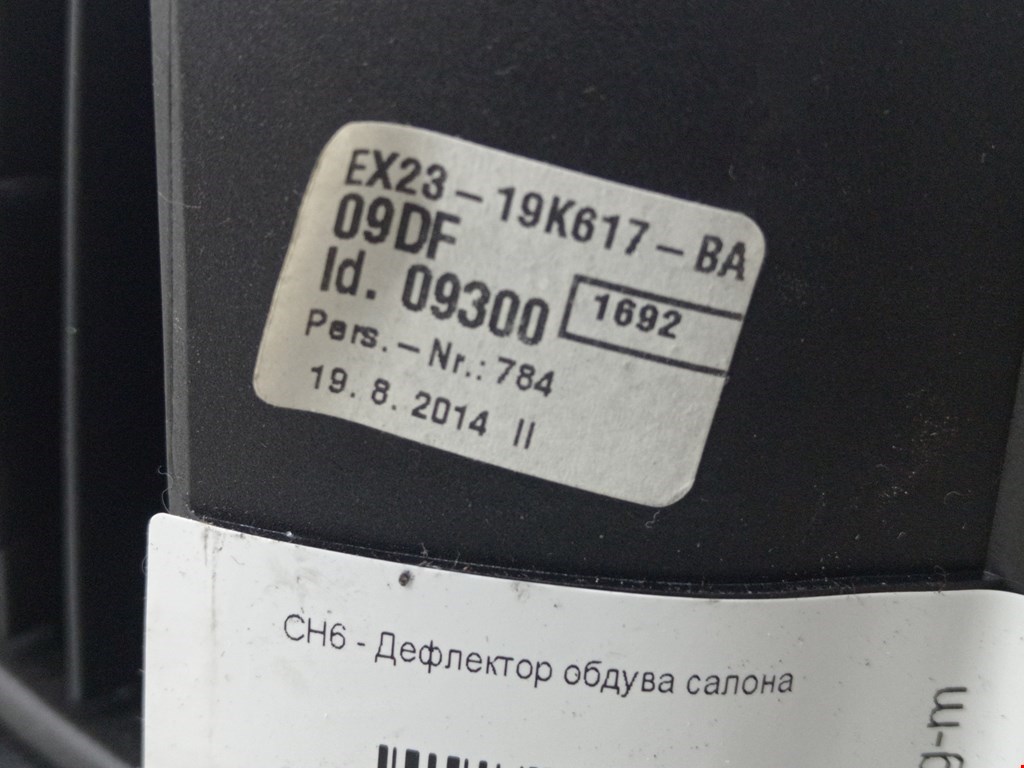 EX23-19K617-BA
09DF
Id. 09300 1692
Pers.-Nr.: 784
19. 8. 2014 II
CH6 - Дефлектор обдува салона
g-m